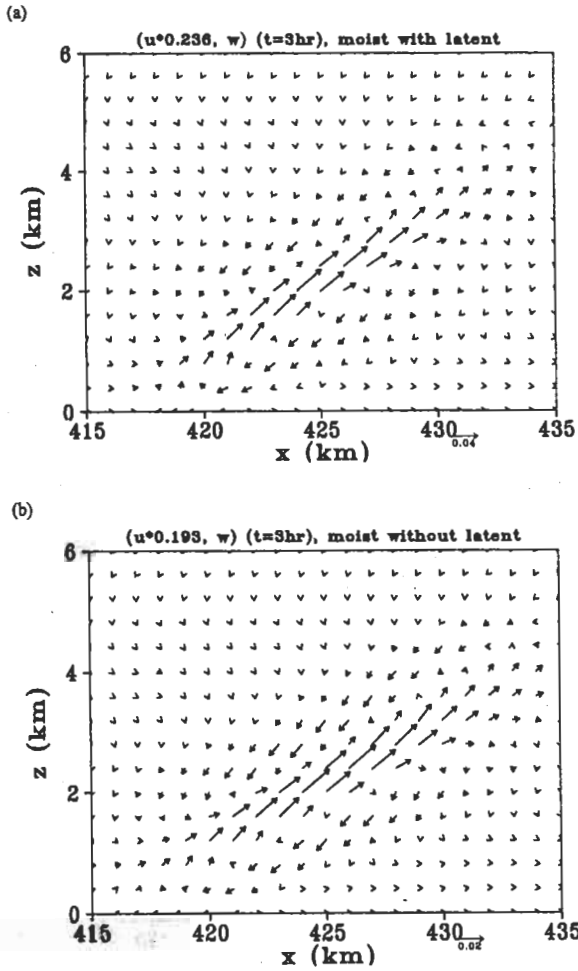 (a)
(u*0.236, w) (t=3hr), moist with latent
6
4
2
0
z (km)
415 420 425 430 435
x (km)
0.04
(b)
(u*0.193, w) (t=3hr), moist without latent
6
4
2
0
z (km)
415 420 425 430 435
x (km)
0.02